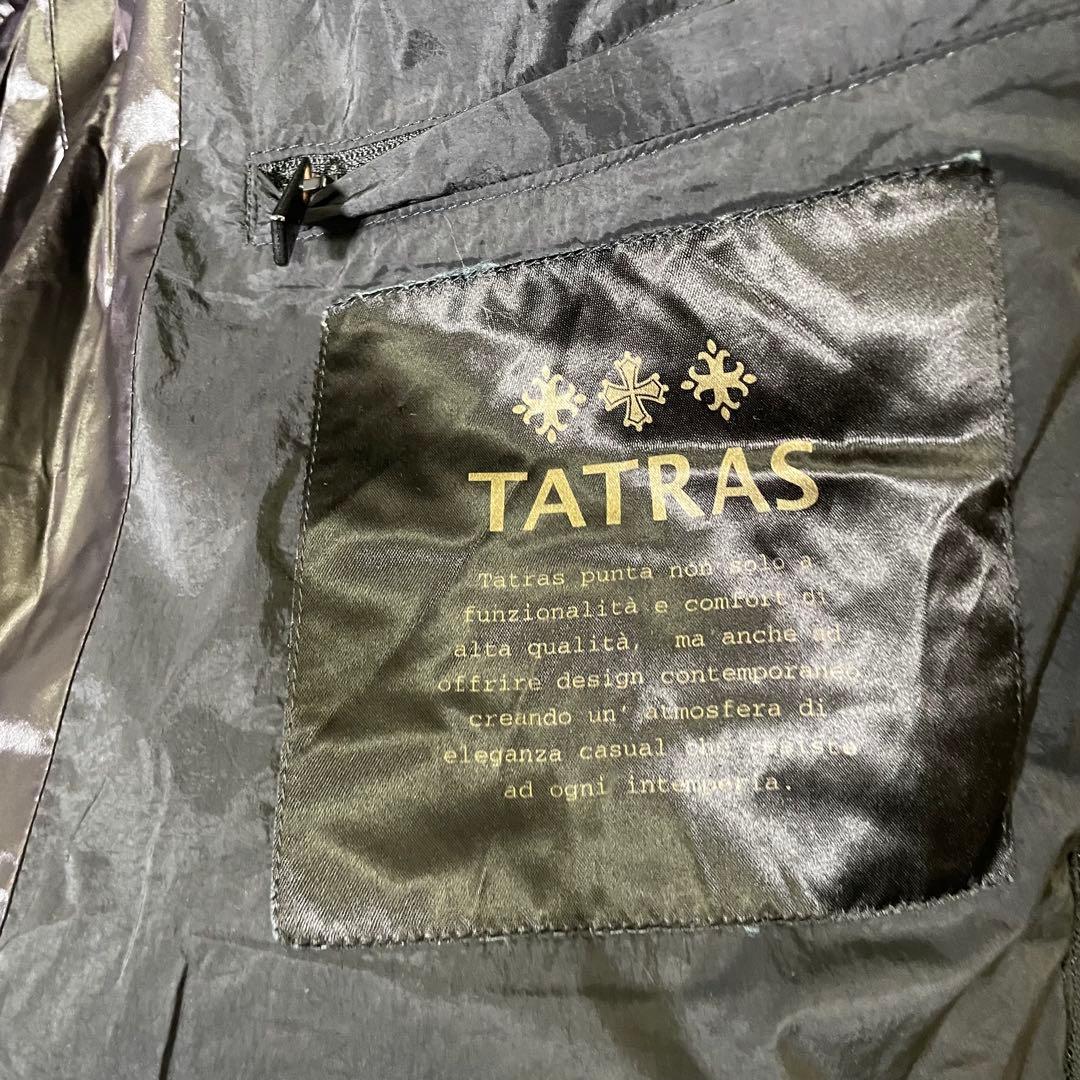 TATRAS
Tatras punta non solo a
funzionalità e comfort di
alta qualità, ma anche ad
offrire design contemporaneo
creando un' atmosfera di
eleganza casual che resiste
ad ogni intemperia.